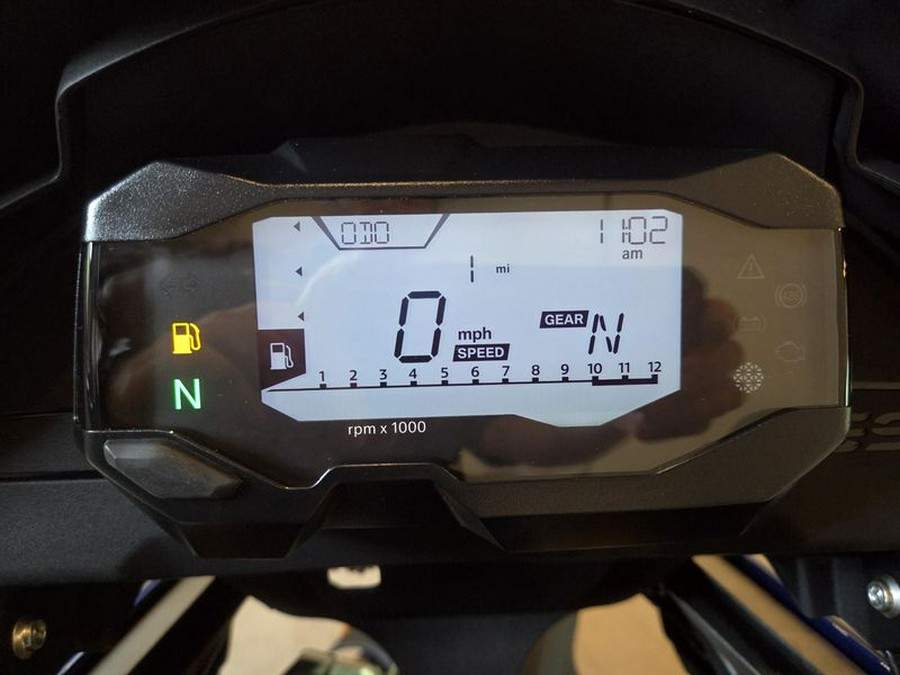 ODO
11:02
am
1 mi
0 mph
SPEED
GEAR N
1 2 3 4 5 6 7 8 9 10 11 12
rpm x 1000
N
ABS